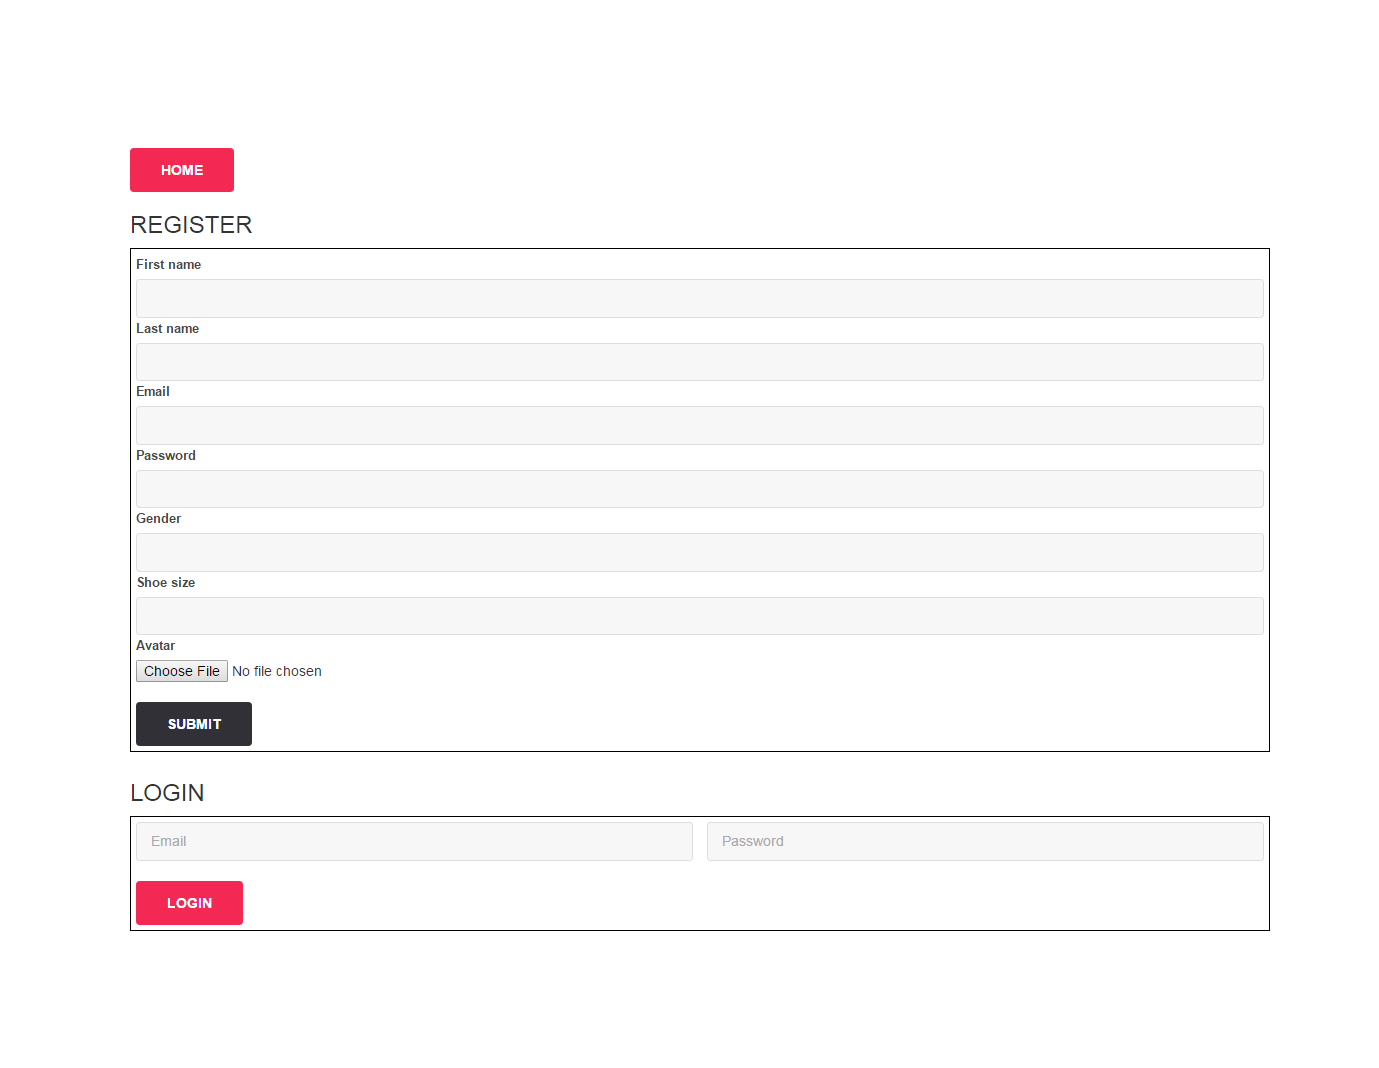 HOME
REGISTER
First name
Last name
Email
Password
Gender
Shoe size
Avatar
Choose File No file chosen
SUBMIT
LOGIN
Email Password
LOGIN